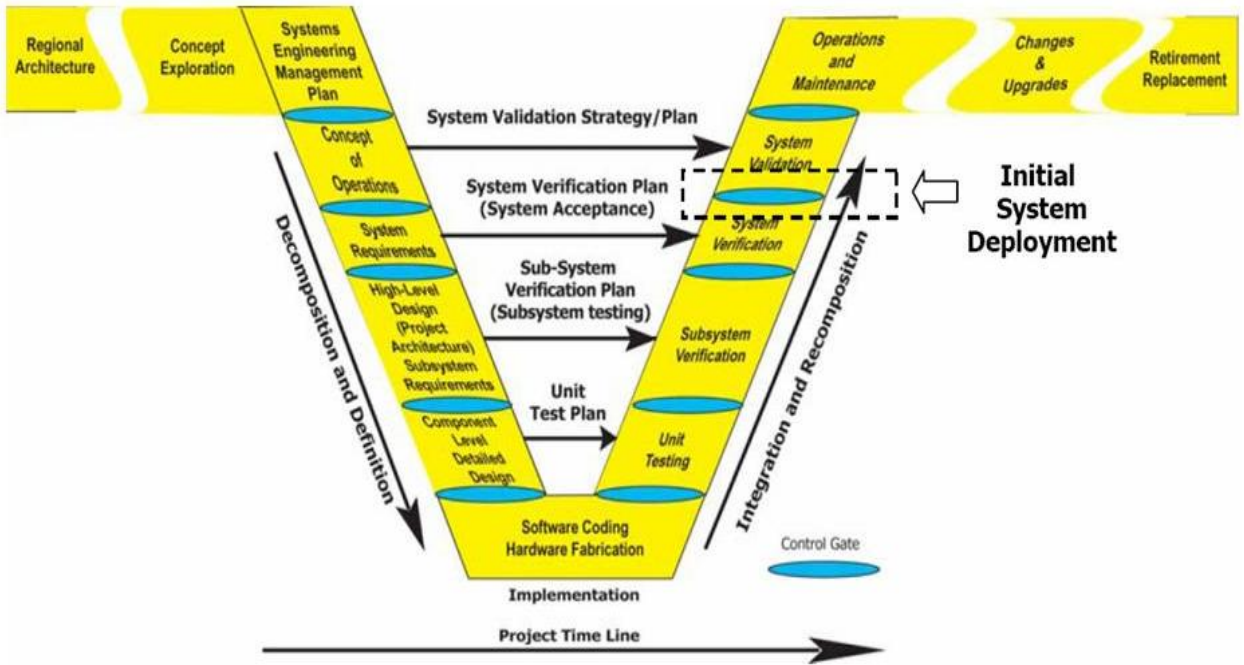 Regional
Architecture
Concept
Exploration
Systems
Engineering
Management
Plan
Operations
and
Maintenance
Changes
&
Upgrades
Retirement
Replacement
System Validation Strategy/Plan
Concept
of
Operations
System
Validation
System Verification Plan
(System Acceptance)
Initial
System
Deployment
System
Requirements
System
Verification
Sub-System
Verification Plan
(Subsystem testing)
High-Level
Design
(Project
Architecture)
Subsystem
Requirements
Subsystem
Verification
Decomposition and Definition
Integration and Recomposition
Unit
Test Plan
Component
Level
Detailed
Design
Unit
Testing
Software Coding
Hardware Fabrication
Control Gate
Implementation
Project Time Line